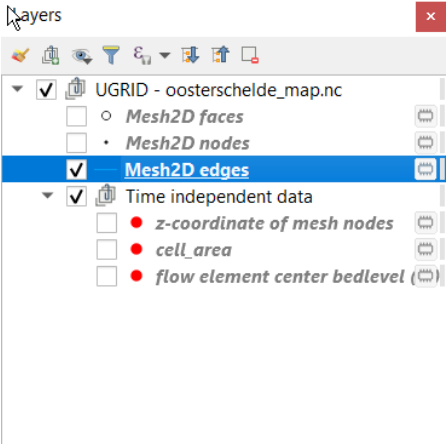 Layers
UGRID - oosterschelde_map.nc
Mesh2D faces
Mesh2D nodes
Mesh2D edges
Time independent data
z-coordinate of mesh nodes
cell_area
flow element center bedlevel (